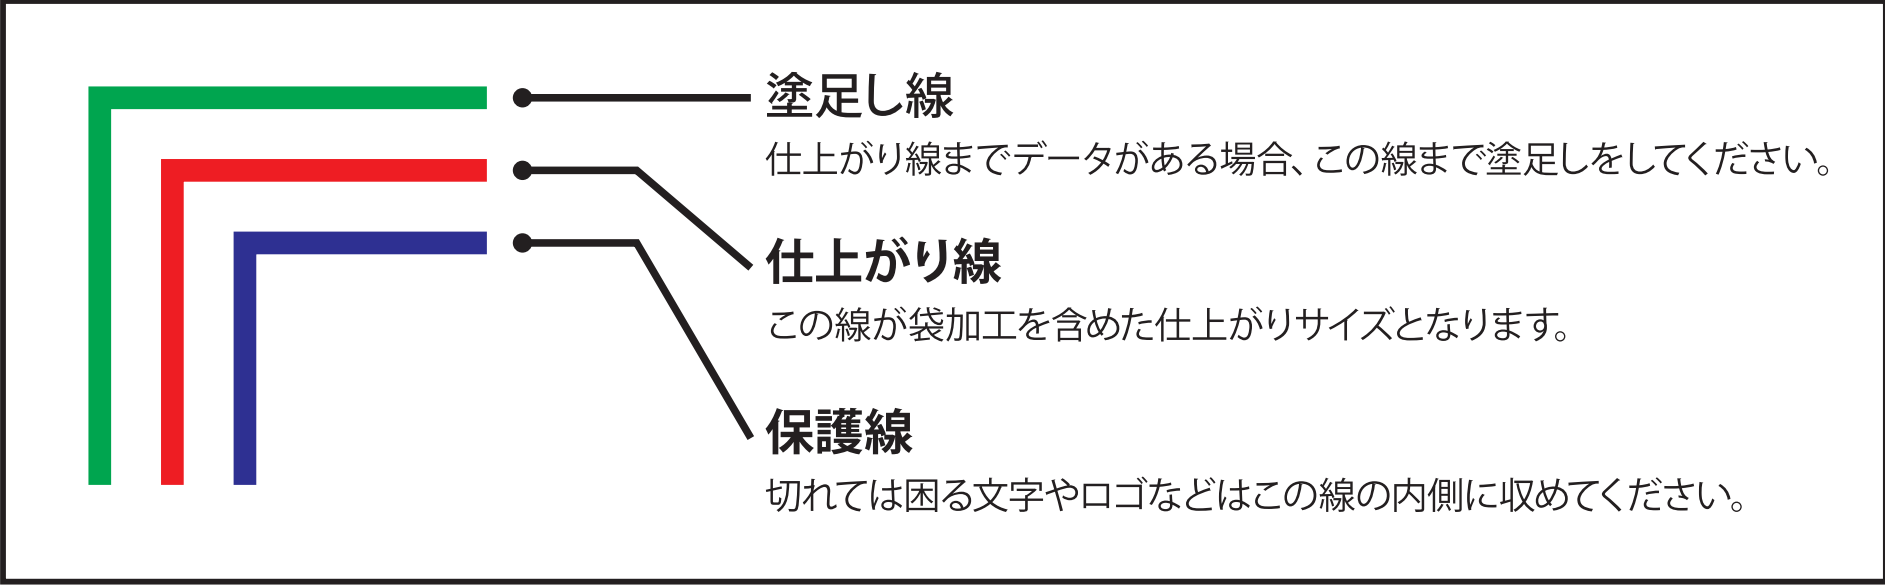 塗足し線
仕上がり線までデータがある場合、この線まで塗足しをしてください。
仕上がり線
この線が袋加工を含めた仕上がりサイズとなります。
保護線
切れては困る文字やロゴなどはこの線の内側に収めてください。